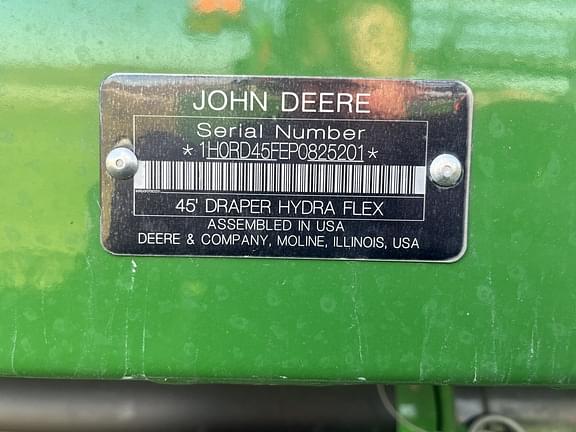 JOHN DEERE
Serial Number
*1H0RD45FEP0825201*
45' DRAPER HYDRA FLEX
ASSEMBLED IN USA
DEERE & COMPANY, MOLINE, ILLINOIS, USA